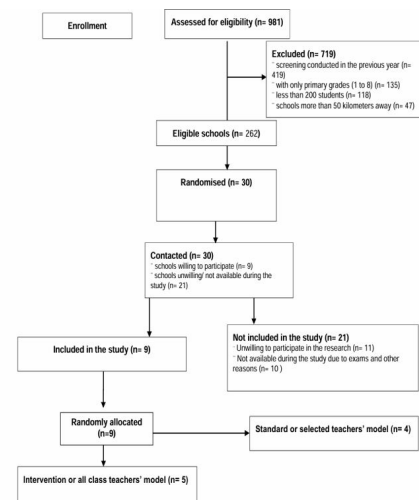 Enrollment
Assessed for eligibility (n= 981)
Excluded (n= 719)
¨ screening conducted in the previous year (n=
419)
¨ with only primary grades (1 to 8) (n= 135)
¨ less than 200 students (n= 118)
¨ schools more than 50 kilometers away (n= 47)
Eligible schools (n= 262)
Randomised (n= 30)
Contacted (n= 30)
¨ schools willing to participate (n= 9)
¨ schools unwilling/ not available during the
study (n= 21)
Included in the study (n= 9)
Not included in the study (n= 21)
¨Unwilling to participate in the research (n= 11)
¨Not available during the study due to exams and other
reasons (n= 10 )
Randomly allocated
(n=9)
Standard or selected teachers' model (n= 4)
Intervention or all class teachers' model (n= 5)